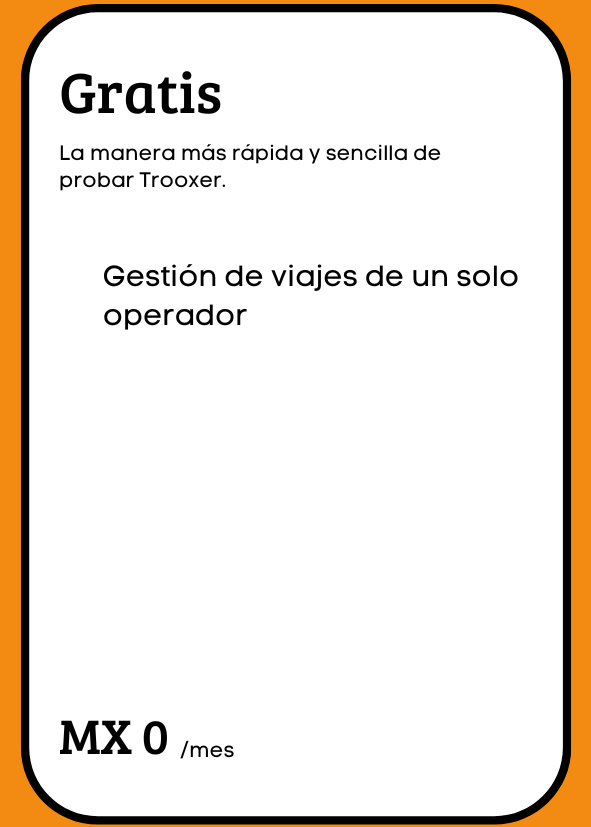 Gratis
La manera más rápida y sencilla de
probar Trooxer.
Gestión de viajes de un solo
operador
MX 0 /mes